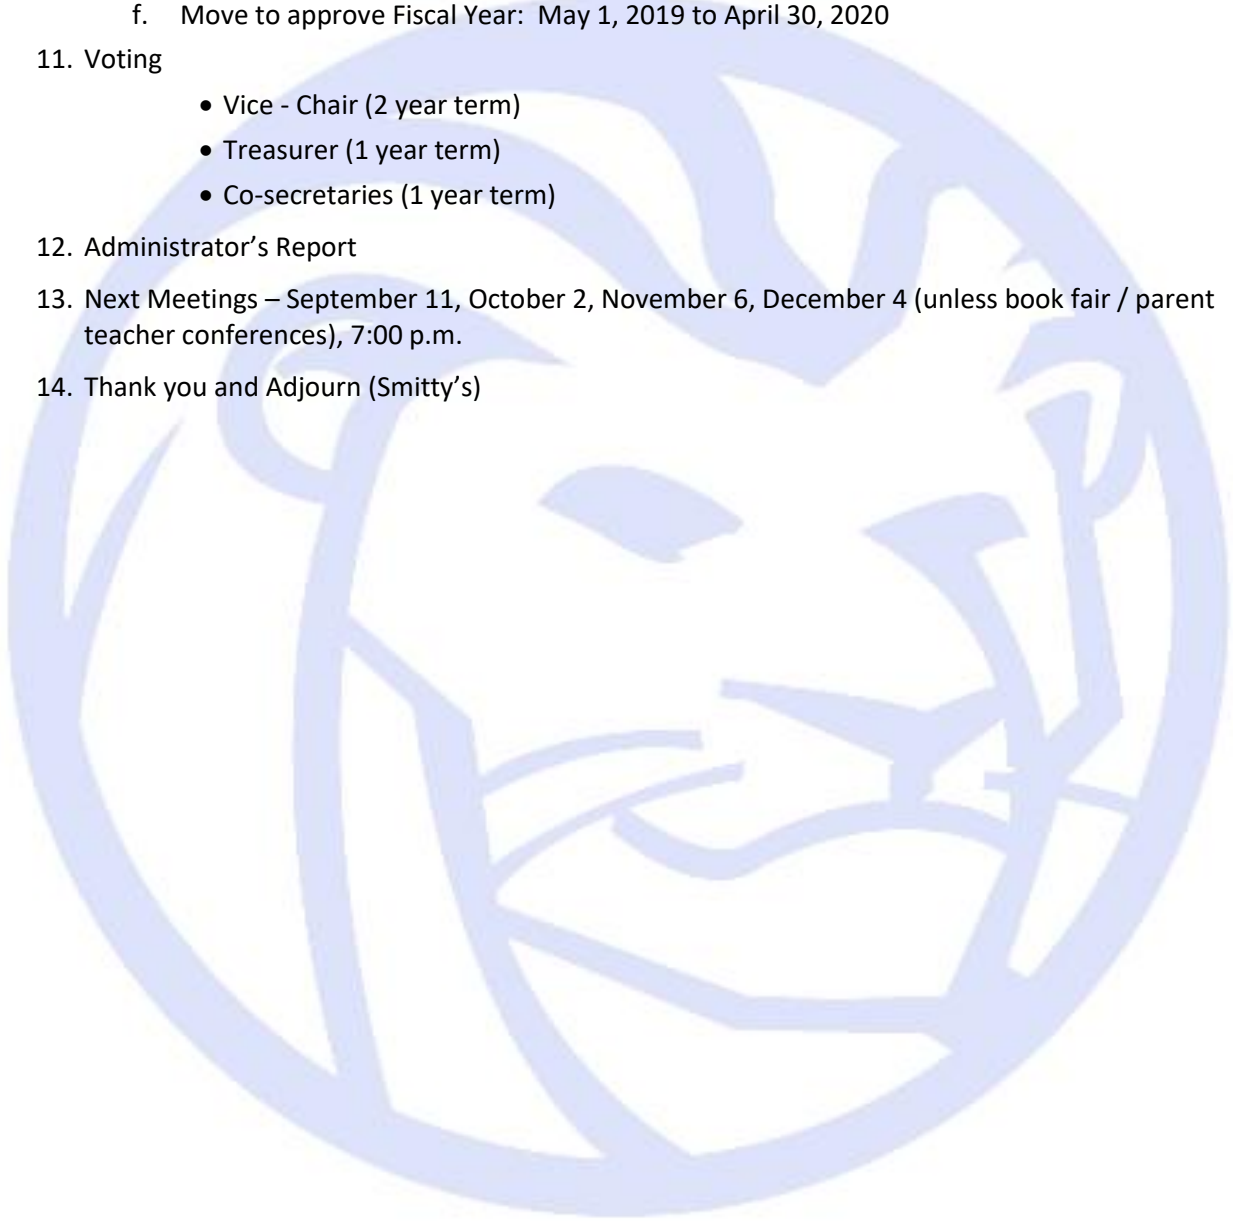 f. Move to approve Fiscal Year: May 1, 2019 to April 30, 2020
11. Voting
• Vice - Chair (2 year term)
• Treasurer (1 year term)
• Co-secretaries (1 year term)
12. Administrator’s Report
13. Next Meetings – September 11, October 2, November 6, December 4 (unless book fair / parent
teacher conferences), 7:00 p.m.
14. Thank you and Adjourn (Smitty’s)